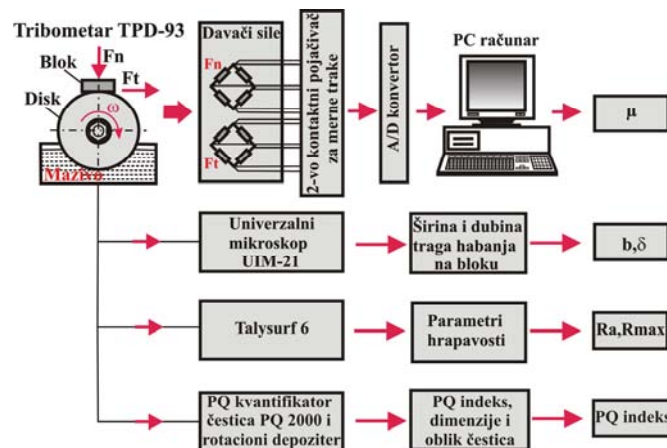 Tribometar TPD-93
Fn
Blok
Ft
Disk
ω
Mazivo
Davači sile
Fn
Ft
2-vo kontaktni pojačivač
za merne trake
A/D konvertor
PC računar
μ
Univerzalni
mikroskop
UIM-21
Širina i dubina
traga habanja
na bloku
b,δ
Talysurf 6
Parametri
hrapavosti
Ra,Rmax
PQ kvantifikator
čestica PQ 2000 i
rotacioni depoziter
PQ indeks,
dimenzije i
oblik čestica
PQ indeks